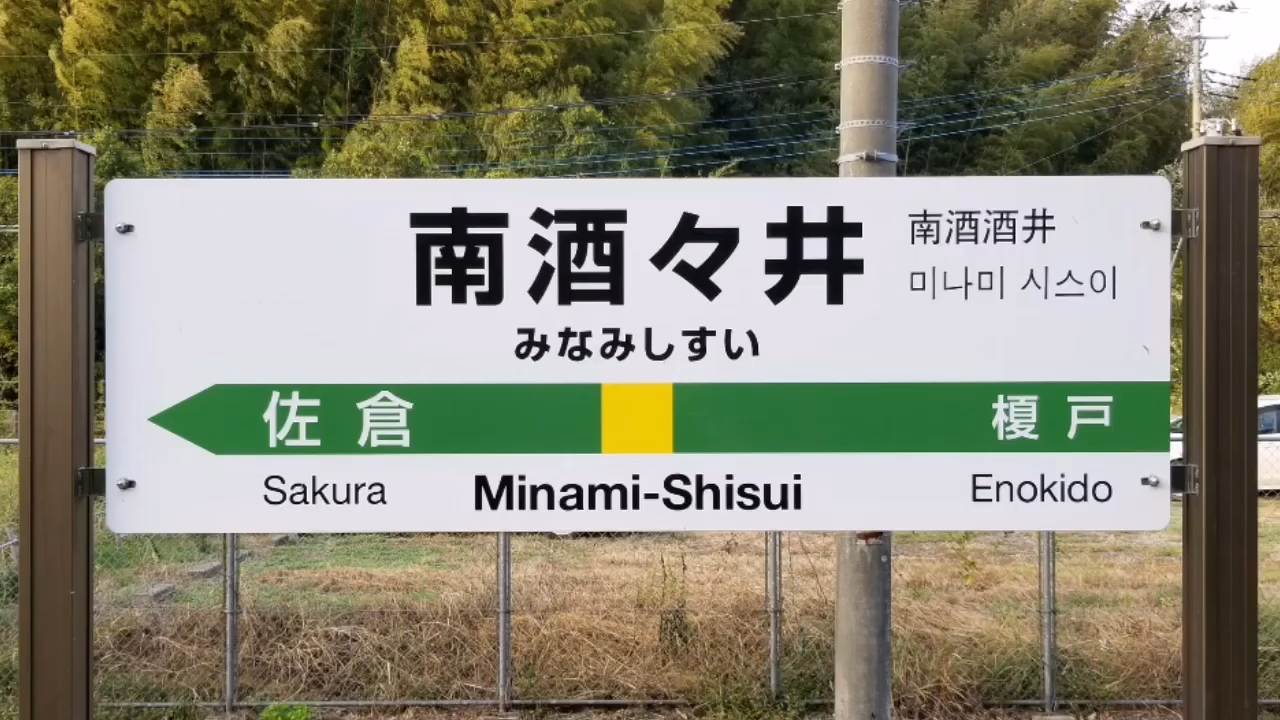 南酒々井
南酒酒井
미나미 시스이
みなみしすい
佐倉 榎戸
Sakura Minami-Shisui Enokido